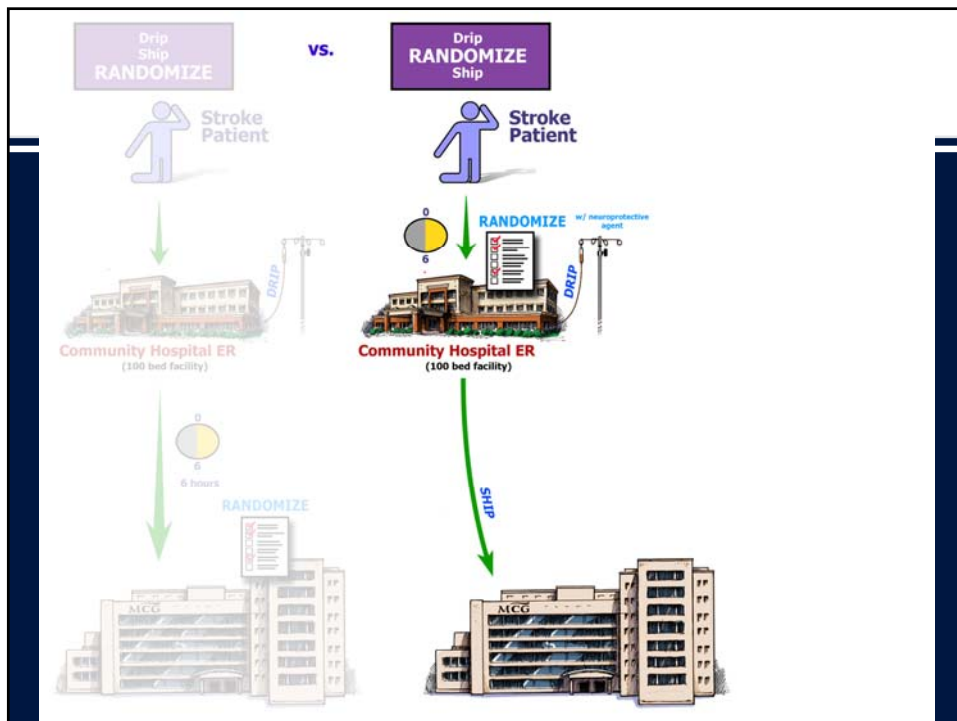 Drip
Ship
RANDOMIZE
Stroke
Patient
DRIP
Community Hospital ER
(100 bed facility)
0
6
6 hours
RANDOMIZE
MCG
vs.
Drip
RANDOMIZE
Ship
Stroke
Patient
0
6
RANDOMIZE
w/ neuroprotective
agent
DRIP
Community Hospital ER
(100 bed facility)
SHIP
MCG